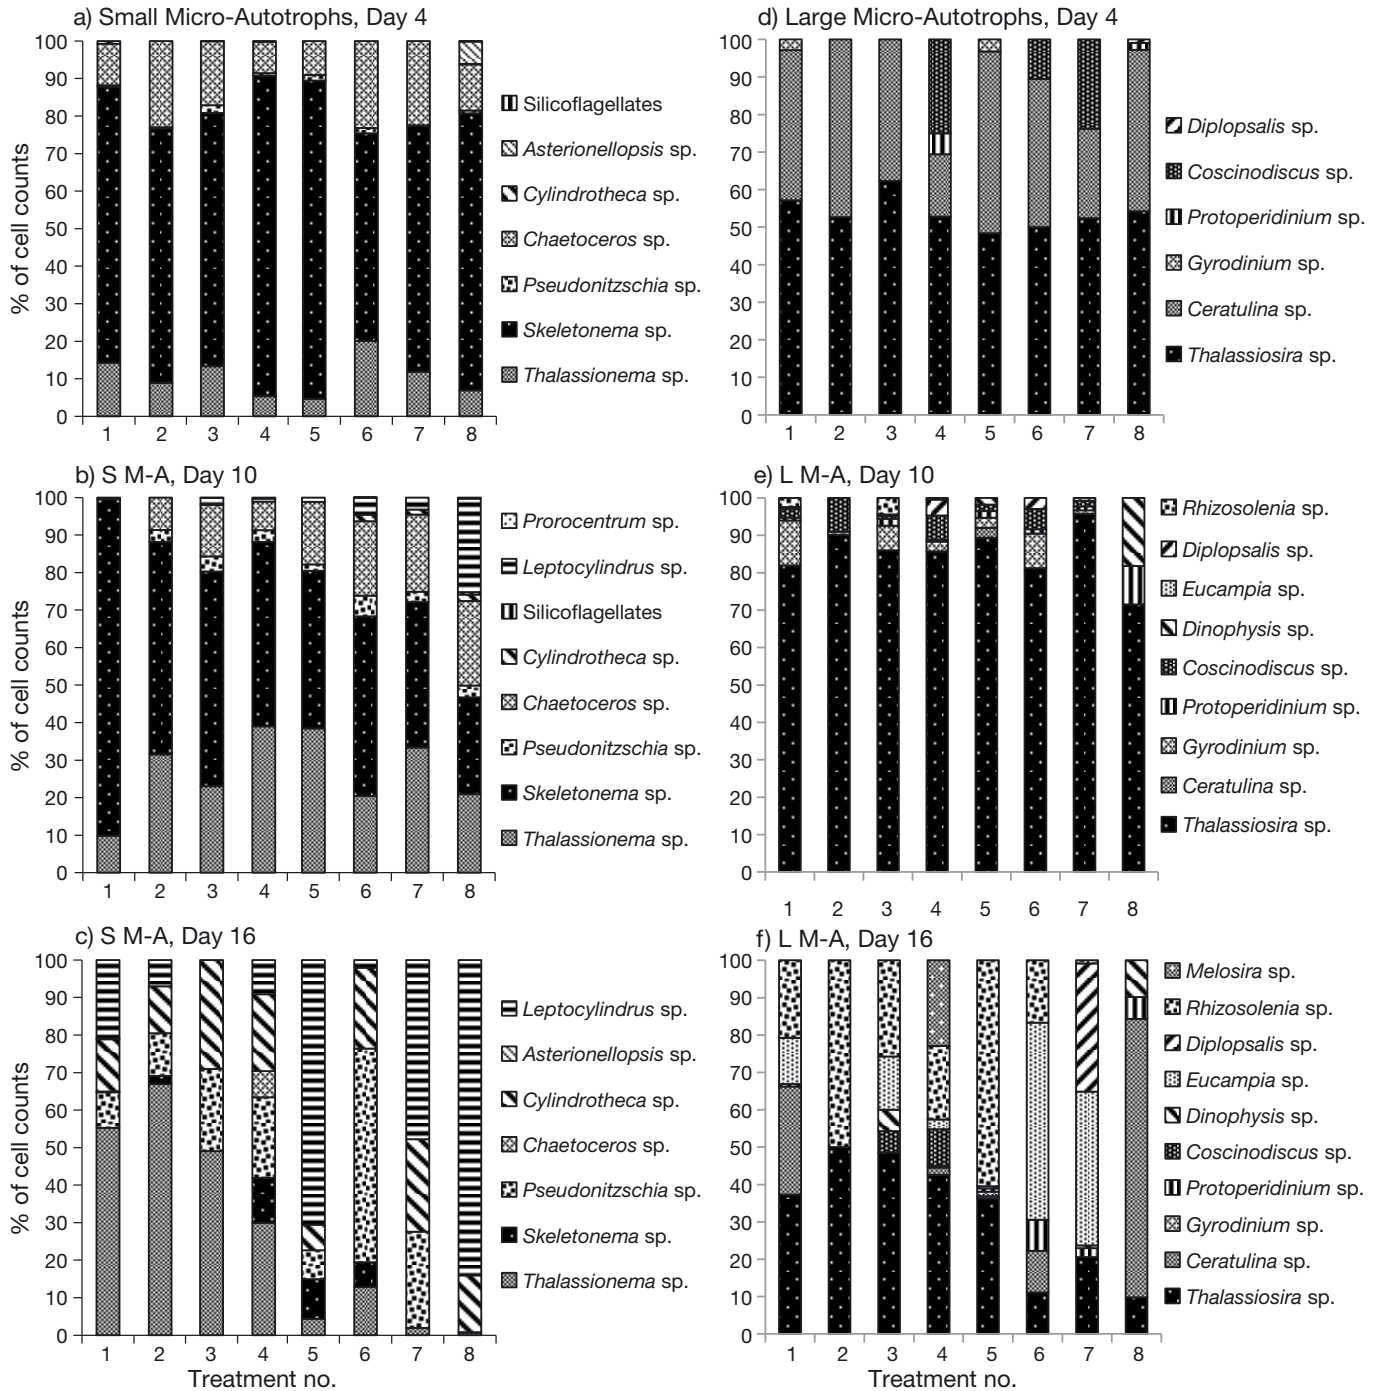 a) Small Micro-Autotrophs, Day 4
% of cell counts
100
90
80
70
60
50
40
30
20
10
0
1 2 3 4 5 6 7 8
Silicoflagellates
Asterionellopsis sp.
Cylindrotheca sp.
Chaetoceros sp.
Pseudonitzschia sp.
Skeletonema sp.
Thalassionema sp.
d) Large Micro-Autotrophs, Day 4
100
90
80
70
60
50
40
30
20
10
0
1 2 3 4 5 6 7 8
Diplopsalis sp.
Coscinodiscus sp.
Protoperidinium sp.
Gyrodinium sp.
Ceratulina sp.
Thalassiosira sp.
b) S M-A, Day 10
% of cell counts
100
90
80
70
60
50
40
30
20
10
0
1 2 3 4 5 6 7 8
Prorocentrum sp.
Leptocylindrus sp.
Silicoflagellates
Cylindrotheca sp.
Chaetoceros sp.
Pseudonitzschia sp.
Skeletonema sp.
Thalassionema sp.
e) L M-A, Day 10
100
90
80
70
60
50
40
30
20
10
0
1 2 3 4 5 6 7 8
Rhizosolenia sp.
Diplopsalis sp.
Eucampia sp.
Dinophysis sp.
Coscinodiscus sp.
Protoperidinium sp.
Gyrodinium sp.
Ceratulina sp.
Thalassiosira sp.
c) S M-A, Day 16
% of cell counts
100
90
80
70
60
50
40
30
20
10
0
1 2 3 4 5 6 7 8
Treatment no.
Leptocylindrus sp.
Asterionellopsis sp.
Cylindrotheca sp.
Chaetoceros sp.
Pseudonitzschia sp.
Skeletonema sp.
Thalassionema sp.
f) L M-A, Day 16
100
90
80
70
60
50
40
30
20
10
0
1 2 3 4 5 6 7 8
Treatment no.
Melosira sp.
Rhizosolenia sp.
Diplopsalis sp.
Eucampia sp.
Dinophysis sp.
Coscinodiscus sp.
Protoperidinium sp.
Gyrodinium sp.
Ceratulina sp.
Thalassiosira sp.